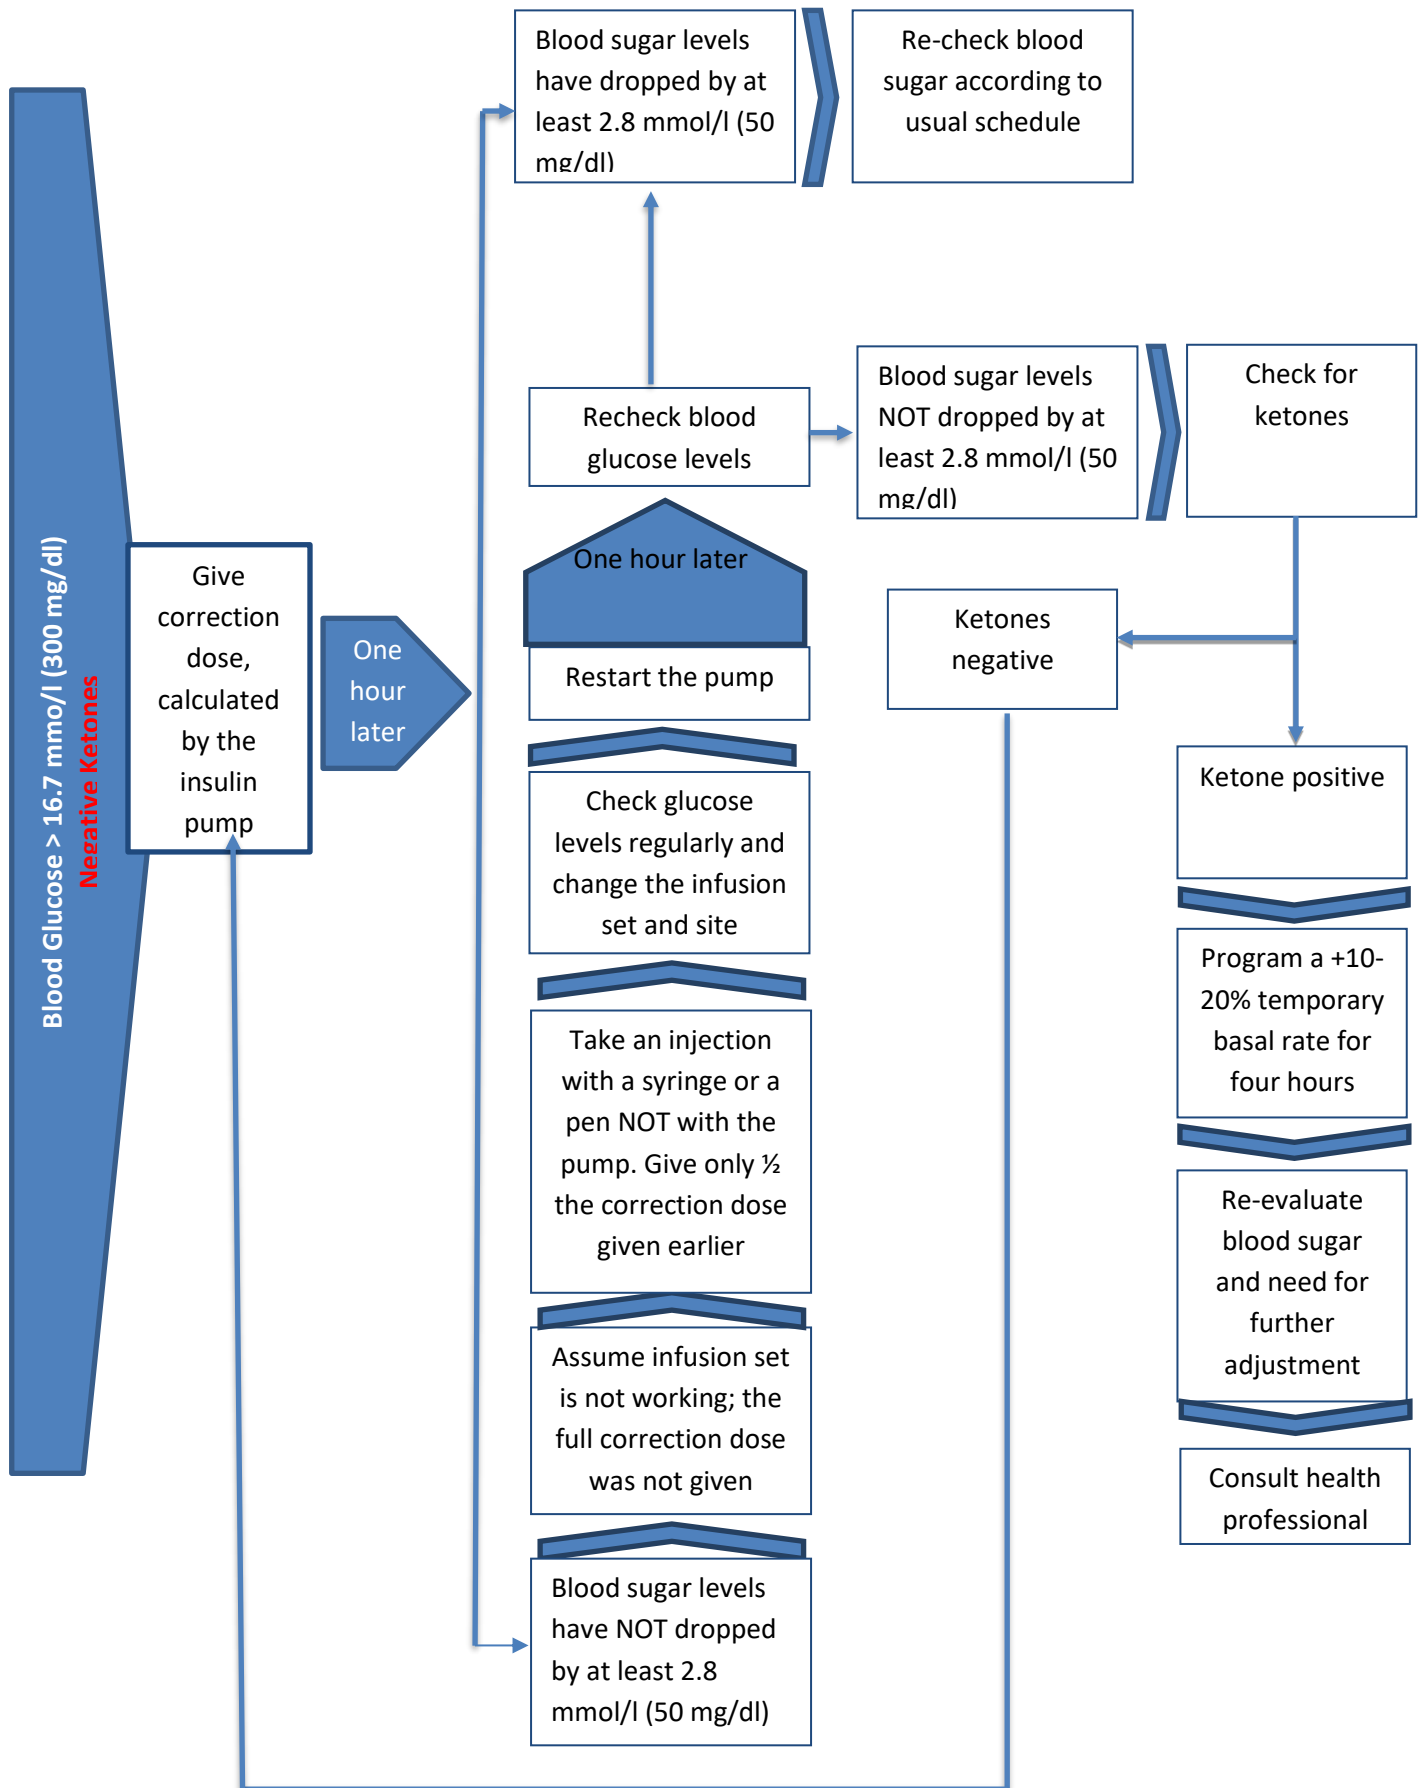 Blood Glucose > 16.7 mmo/l (300 mg/dl)
Negative Ketones
Give
correction
dose,
calculated
by the
insulin
pump
One
hour
later
Blood sugar levels
have dropped by at
least 2.8 mmol/l (50
mg/dl)
Re-check blood
sugar according to
usual schedule
Recheck blood
glucose levels
Blood sugar levels
NOT dropped by at
least 2.8 mmol/l (50
mg/dl)
Check for
ketones
One hour later
Restart the pump
Check glucose
levels regularly and
change the infusion
set and site
Take an injection
with a syringe or a
pen NOT with the
pump. Give only ½
the correction dose
given earlier
Assume infusion set
is not working; the
full correction dose
was not given
Blood sugar levels
have NOT dropped
by at least 2.8
mmol/l (50 mg/dl)
Ketones
negative
Ketone positive
Program a +10-
20% temporary
basal rate for
four hours
Re-evaluate
blood sugar
and need for
further
adjustment
Consult health
professional